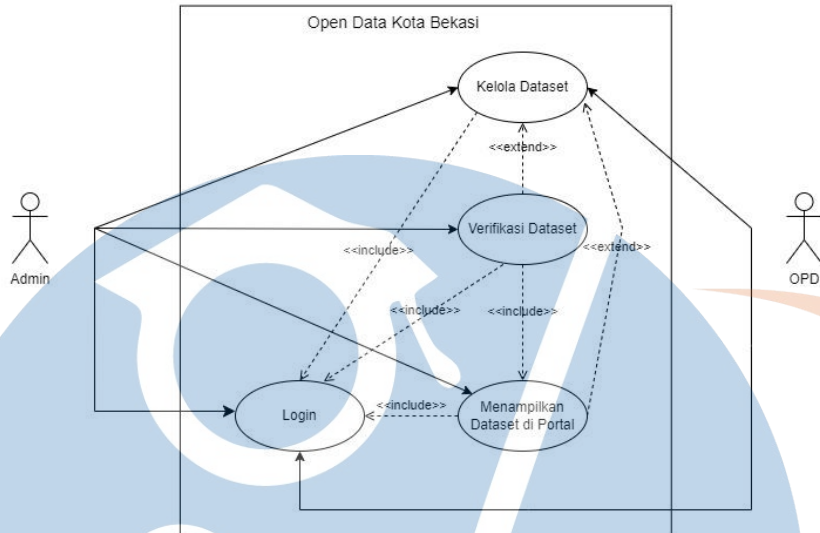 Open Data Kota Bekasi
Kelola Dataset
<<extend>>
Verifikasi Dataset
<<include>>
<<extend>>
Admin
OPD
<<include>>
<<include>>
Login
<<include>>
Menampilkan
Dataset di Portal